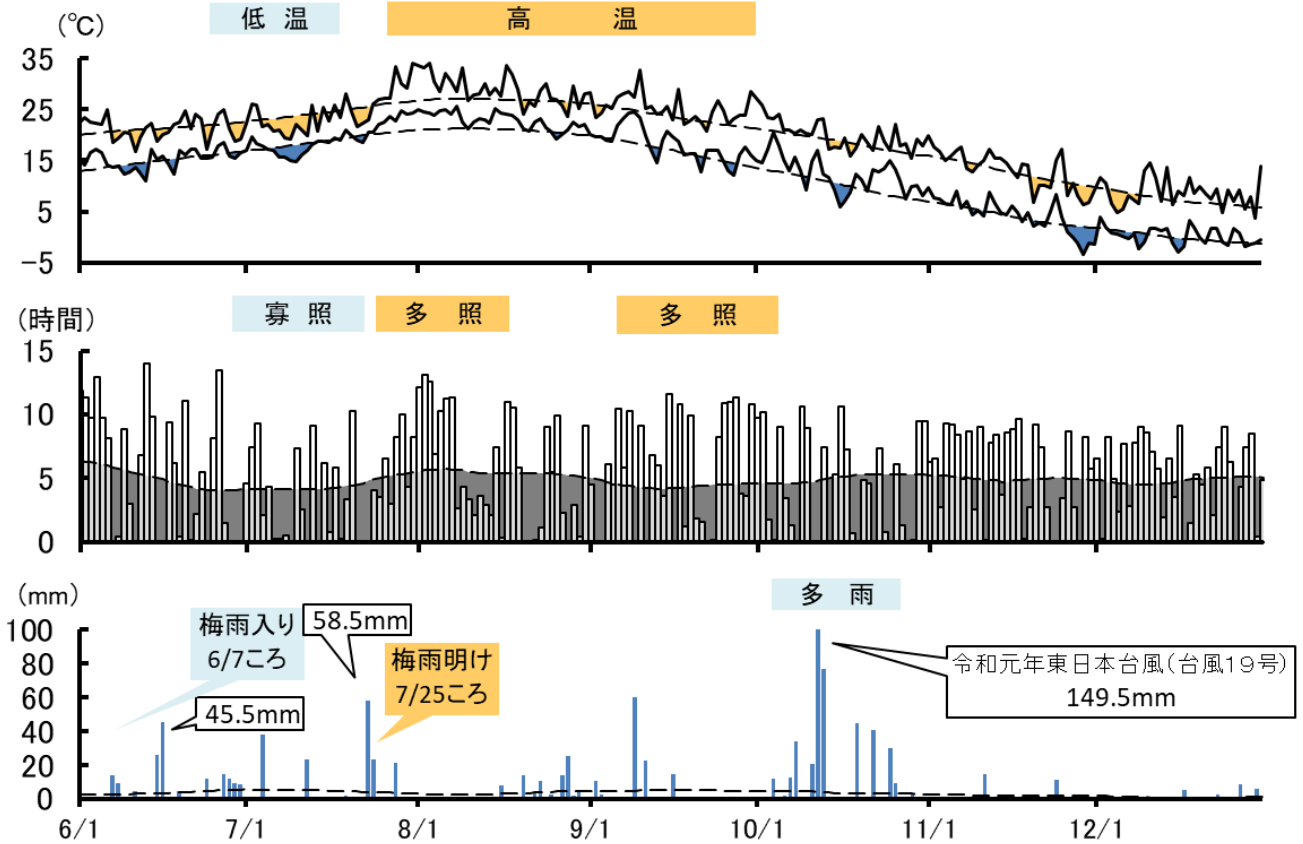 (℃)
低 温
高 温
35
25
15
5
−5
(時間)
寡 照
多 照
多 照
15
10
5
0
(mm)
多 雨
梅雨入り
6/7ころ
58.5mm
梅雨明け
7/25ころ
45.5mm
令和元年東日本台風(台風19号)
149.5mm
100
80
60
40
20
0
6/1
7/1
8/1
9/1
10/1
11/1
12/1